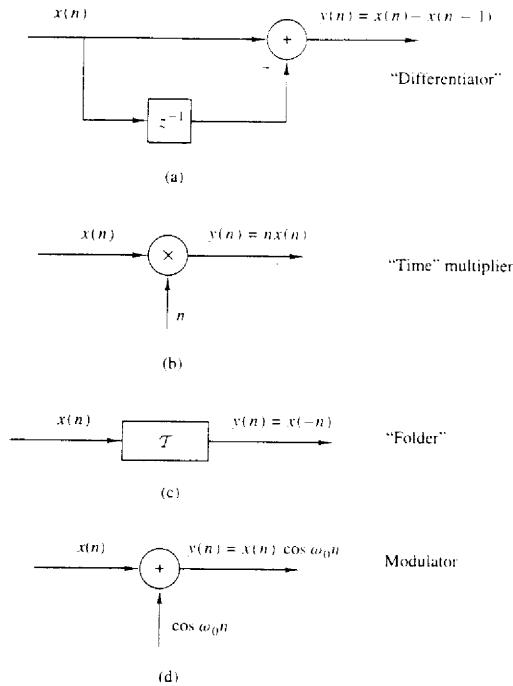 x(n)
y(n) = x(n) − x(n − 1)
+
−
"Differentiator"
z⁻¹
(a)
x(n)
y(n) = nx(n)
×
"Time" multiplier
n
(b)
x(n)
y(n) = x(−n)
𝒯
"Folder"
(c)
x(n)
y(n) = x(n) cos ω₀n
Modulator
+
cos ω₀n
(d)